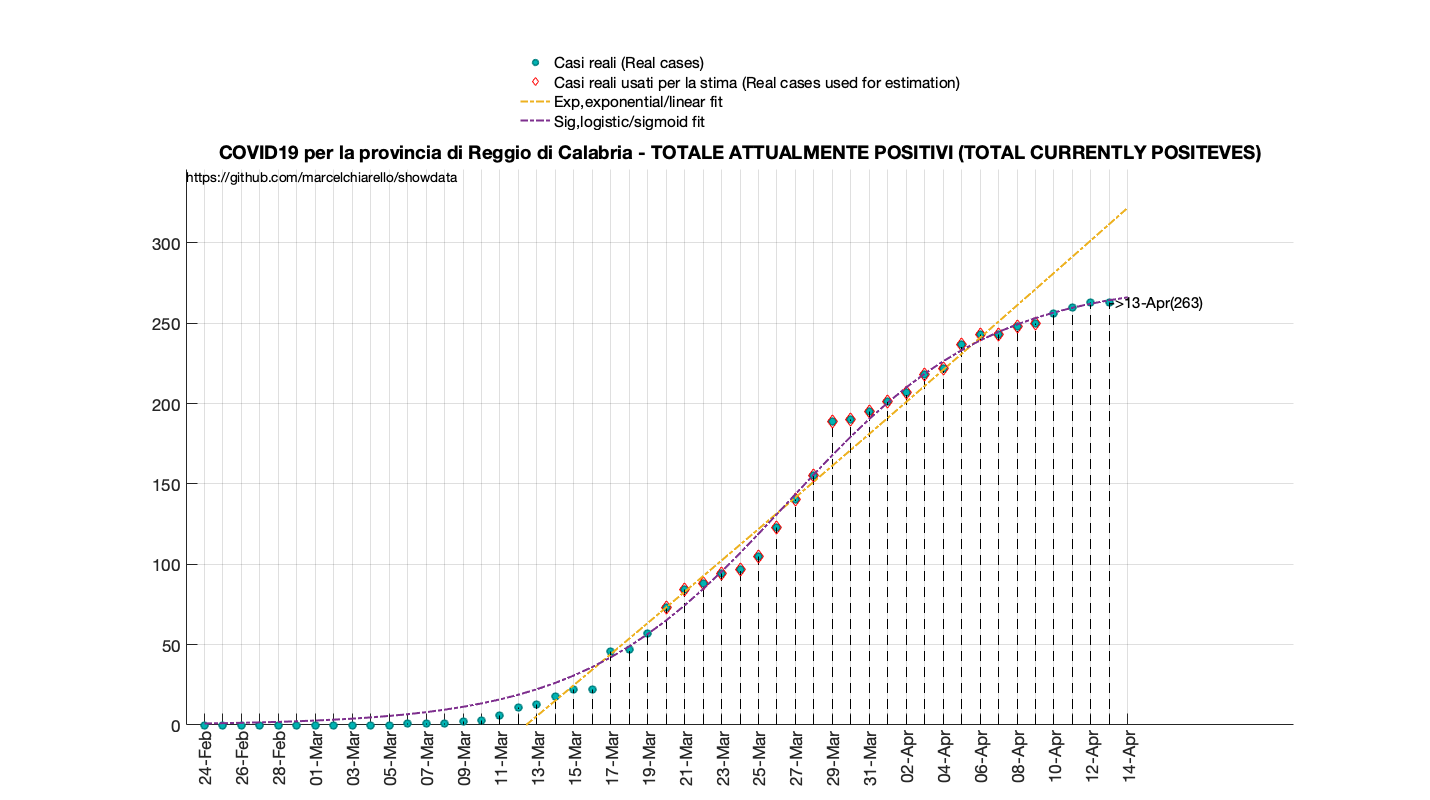 Casi reali (Real cases)
Casi reali usati per la stima (Real cases used for estimation)
Exp,exponential/linear fit
Sig,logistic/sigmoid fit
COVID19 per la provincia di Reggio di Calabria - TOTALE ATTUALMENTE POSITIVI (TOTAL CURRENTLY POSITEVES)
https://github.com/marcelchiarello/showdata
300
250
200
150
100
50
0
>13-Apr(263)
24-Feb
26-Feb
28-Feb
01-Mar
03-Mar
05-Mar
07-Mar
09-Mar
11-Mar
13-Mar
15-Mar
17-Mar
19-Mar
21-Mar
23-Mar
25-Mar
27-Mar
29-Mar
31-Mar
02-Apr
04-Apr
06-Apr
08-Apr
10-Apr
12-Apr
14-Apr